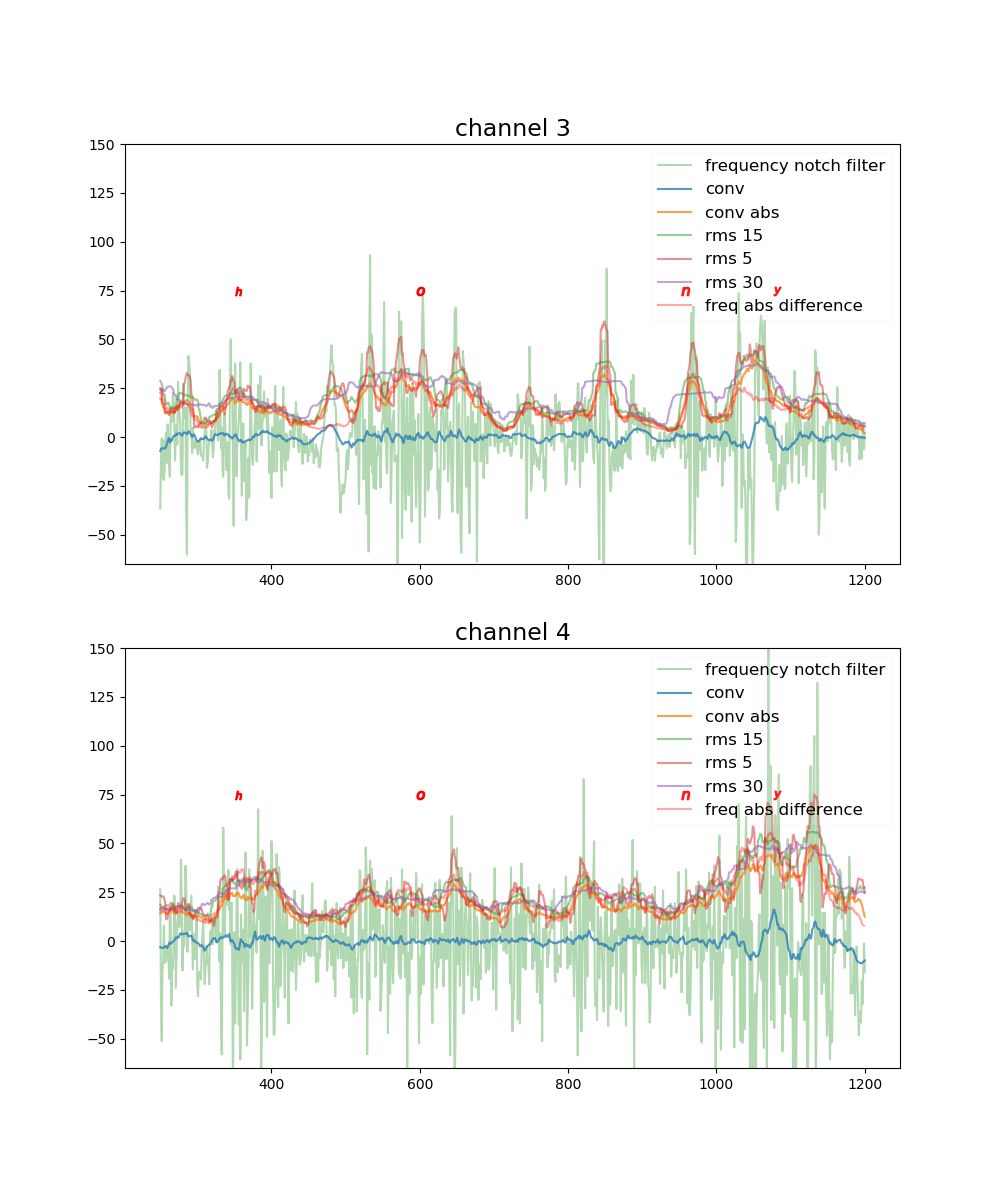 channel 3
150
125
100
75
50
25
0
−25
−50
frequency notch filter
conv
conv abs
rms 15
rms 5
rms 30
freq abs difference
h o n y
400 600 800 1000 1200
channel 4
150
125
100
75
50
25
0
−25
−50
frequency notch filter
conv
conv abs
rms 15
rms 5
rms 30
freq abs difference
h o n y
400 600 800 1000 1200